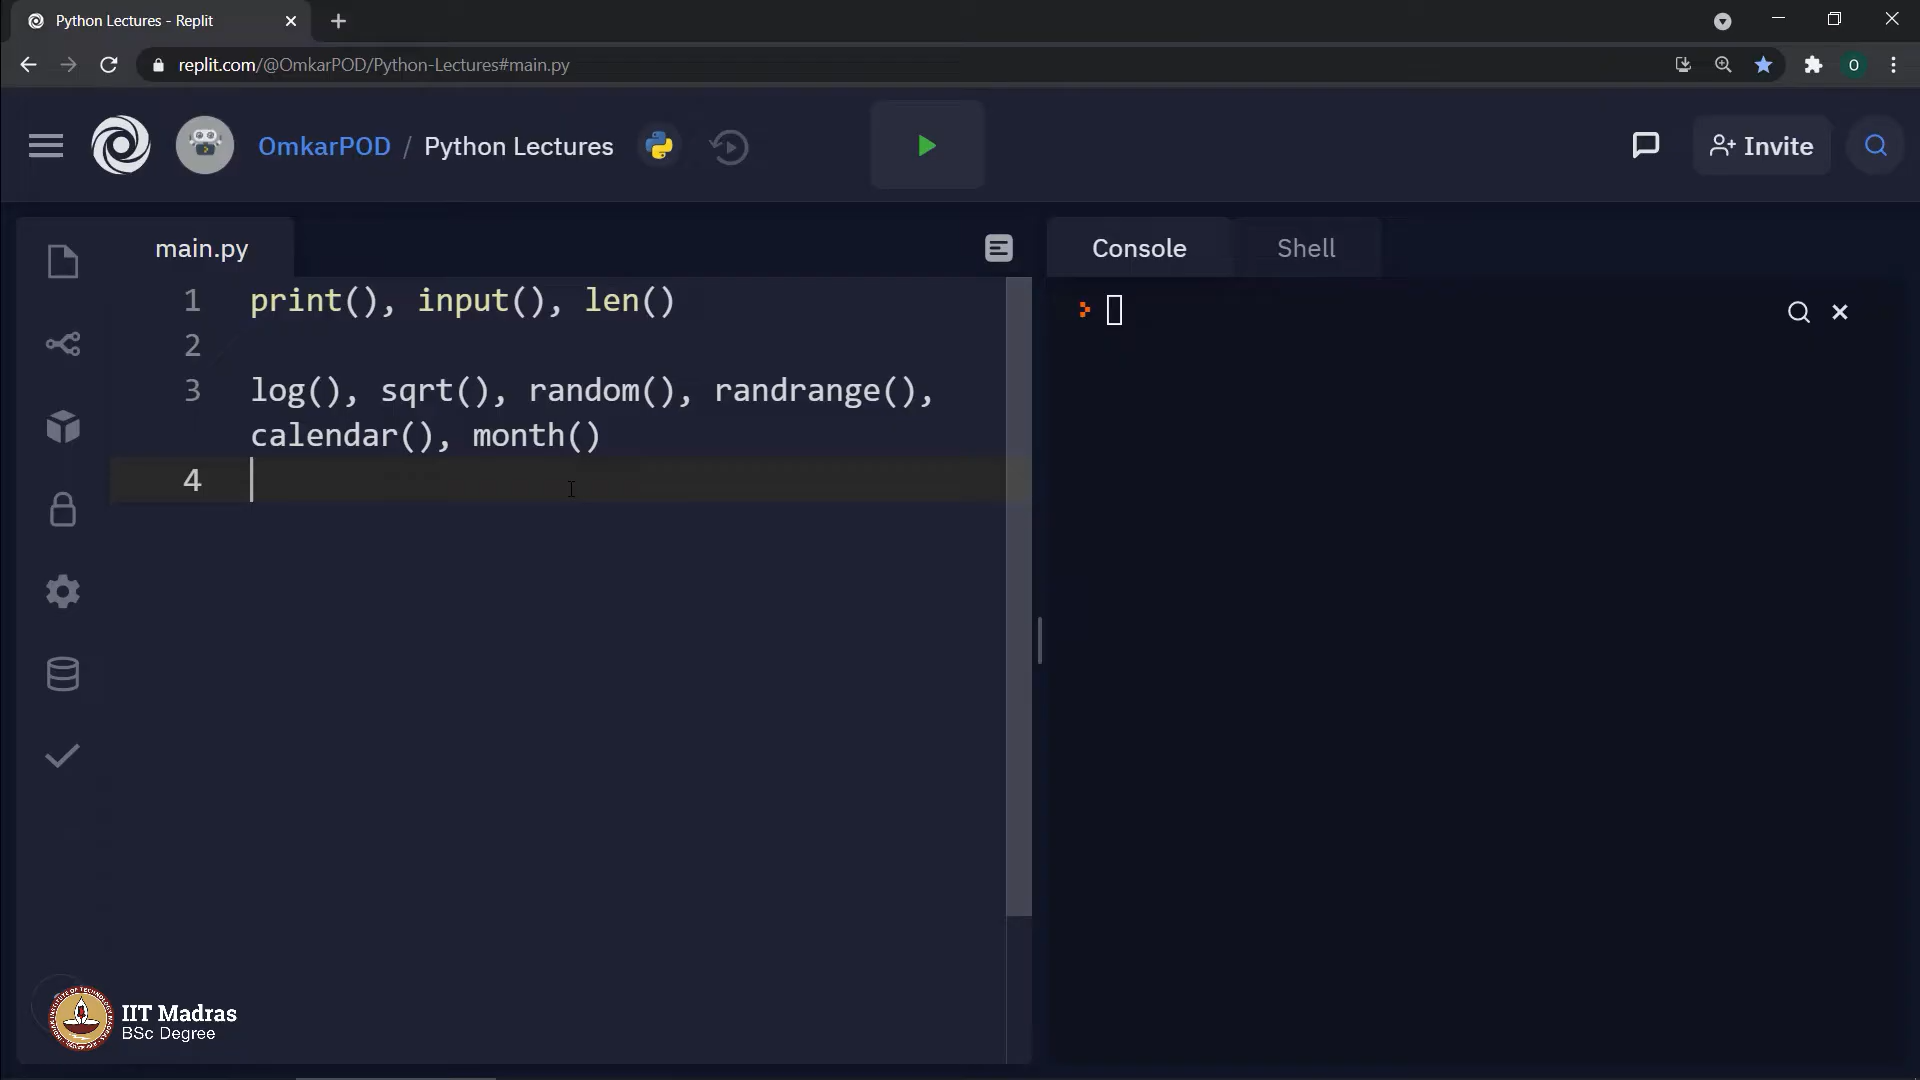 Python Lectures - Replit
replit.com/@OmkarPOD/Python-Lectures#main.py
O
OmkarPOD / Python Lectures
Invite
main.py
Console
Shell
1 print(), input(), len()
2
3 log(), sqrt(), random(), randrange(),
calendar(), month()
4
IIT Madras
BSc Degree